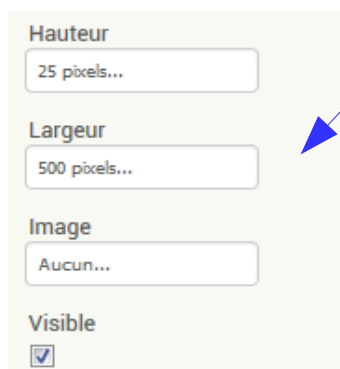 Hauteur
25 pixels...
Largeur
500 pixels...
Image
Aucun...
Visible